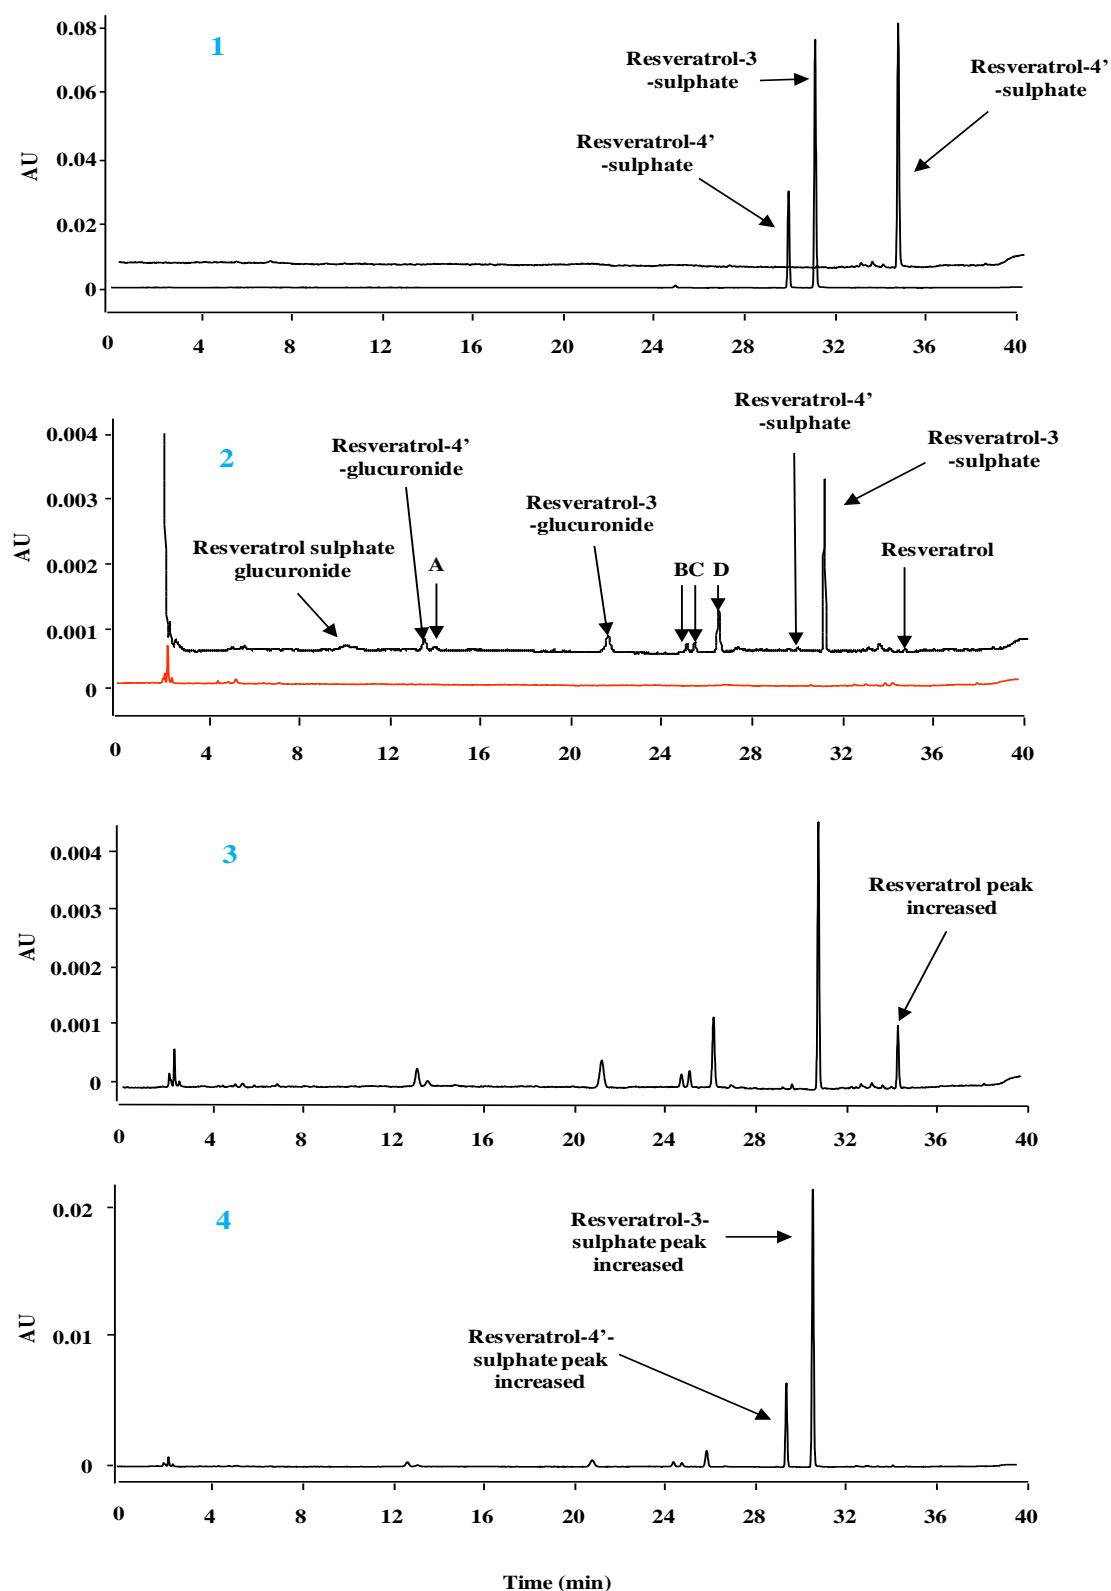 0.08
1
Resveratrol-3
-sulphate
Resveratrol-4’
-sulphate
0.06
Resveratrol-4’
-sulphate
0.04
AU
0.02
0
0 4 8 12 16 20 24 28 32 36 40
Resveratrol-4’
-sulphate
0.004
2
Resveratrol-4’
-glucuronide
Resveratrol-3
-sulphate
0.003
Resveratrol-3
-glucuronide
AU
0.002
Resveratrol sulphate
glucuronide
A
B C D
Resveratrol
0.001
0
0 4 8 12 16 20 24 28 32 36 40
0.004
3
Resveratrol peak
increased
0.003
AU
0.002
0.001
0
0 4 8 12 16 20 24 28 32 36 40
0.02
4
Resveratrol-3-
sulphate peak
increased
AU
0.01
Resveratrol-4’-
sulphate peak
increased
0
0 4 8 12 16 20 24 28 32 36 40
Time (min)